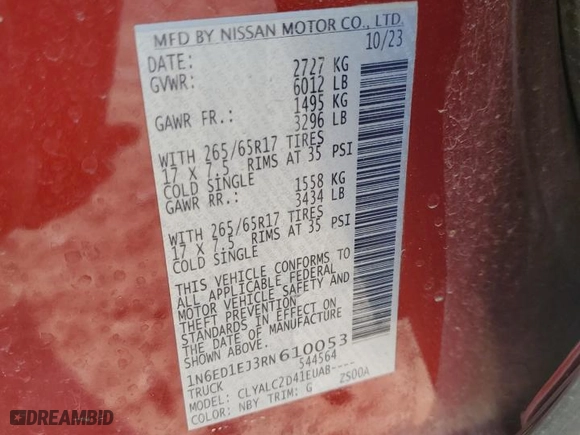 MFD BY NISSAN MOTOR CO., LTD.
DATE: 10/23
GVWR: 2727 KG
6012 LB
GAWR FR.: 1495 KG
3296 LB
WITH 265/65R17 TIRES
17 X 7.5 RIMS AT 35 PSI
COLD SINGLE
GAWR RR.: 1558 KG
3434 LB
WITH 265/65R17 TIRES
17 X 7.5 RIMS AT 35 PSI
COLD SINGLE
THIS VEHICLE CONFORMS TO
ALL APPLICABLE FEDERAL
MOTOR VEHICLE SAFETY AND
THEFT PREVENTION
STANDARDS IN EFFECT ON
THE DATE OF MANUFACTURE
SHOWN ABOVE.
1N6ED1EJ3RN610053
TRUCK 544564
MODEL: CLYALC2D41EUAB----
COLOR: NBY TRIM: G ZS00A
DREAMBID